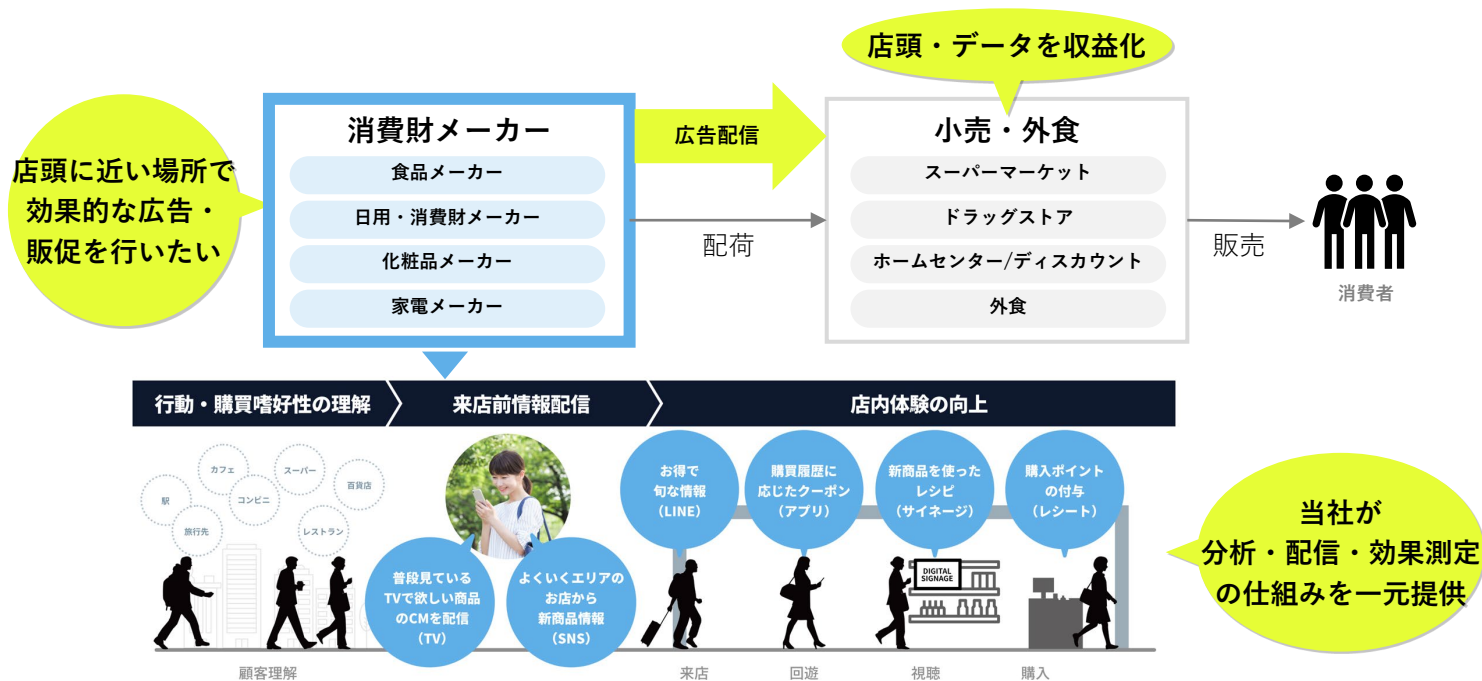 店頭・データを収益化
店頭に近い場所で
効果的な広告・
販促を行いたい
消費財メーカー
食品メーカー
日用・消費財メーカー
化粧品メーカー
家電メーカー
広告配信
配荷
小売・外食
スーパーマーケット
ドラッグストア
ホームセンター/ディスカウント
外食
販売
消費者
行動・購買嗜好性の理解
来店前情報配信
店内体験の向上
カフェ
スーパー
駅
コンビニ
百貨店
旅行先
レストラン
普段見ている
TVで欲しい商品
のCMを配信
(TV)
よくいくエリアの
お店から
新商品情報
(SNS)
お得で
旬な情報
(LINE)
購買履歴に
応じたクーポン
(アプリ)
新商品を使った
レシピ
(サイネージ)
購入ポイント
の付与
(レシート)
DIGITAL
SIGNAGE
顧客理解
来店
回遊
視聴
購入
当社が
分析・配信・効果測定
の仕組みを一元提供